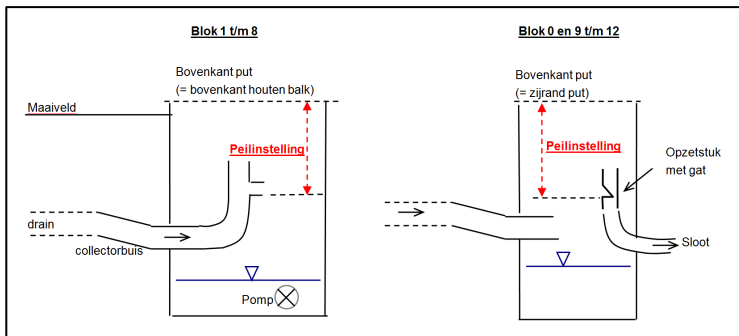 Blok 1 t/m 8
Bovenkant put
(= bovenkant houten balk)
Maaiveld
Peilinstelling
drain
collectorbuis
Pomp
Blok 0 en 9 t/m 12
Bovenkant put
(= zijrand put)
Peilinstelling
Opzetstuk
met gat
Sloot